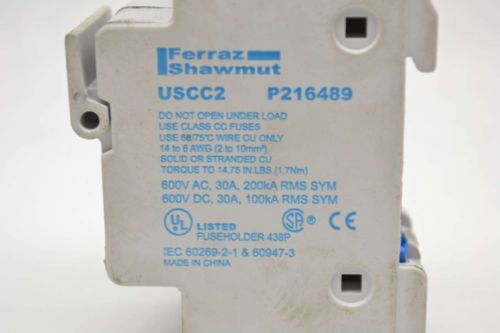 Ferraz
Shawmut
USCC2 P216489
DO NOT OPEN UNDER LOAD
USE CLASS CC FUSES
USE 68/75°C WIRE CU ONLY
14 to 6 AWG (2 to 10mm²)
SOLID OR STRANDED CU
TORQUE TO 14.75 IN.LBS.(1.7Nm)
600V AC, 30A, 200kA RMS SYM
600V DC, 30A, 100kA RMS SYM
UL LISTED SA® CE
FUSEHOLDER 438P
IEC 60269-2-1 & 60947-3
MADE IN CHINA